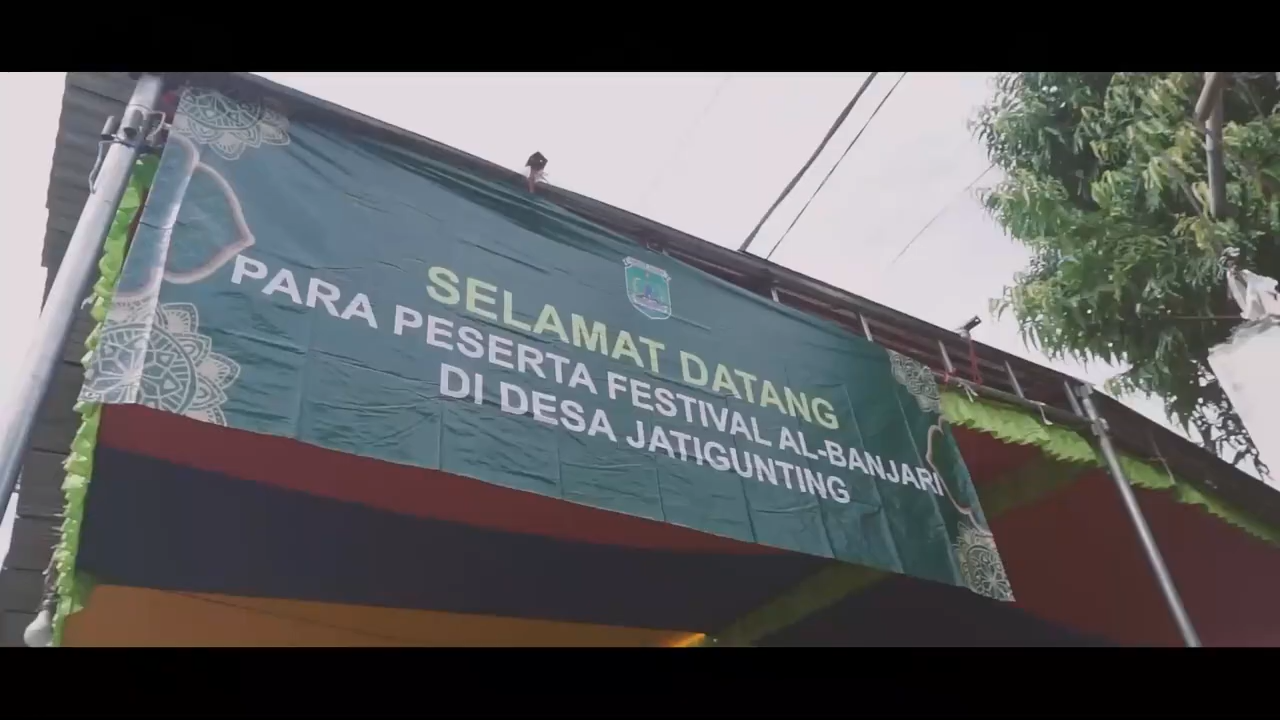 SELAMAT DATANG
PARA PESERTA FESTIVAL AL-BANJARI
DI DESA JATIGUNTING